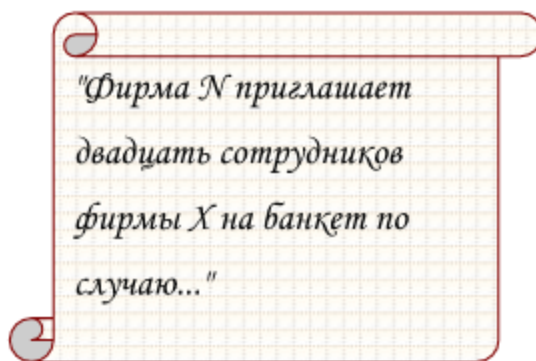 "Фирма N приглашает
двадцать сотрудников
фирмы X на банкет по
случаю..."